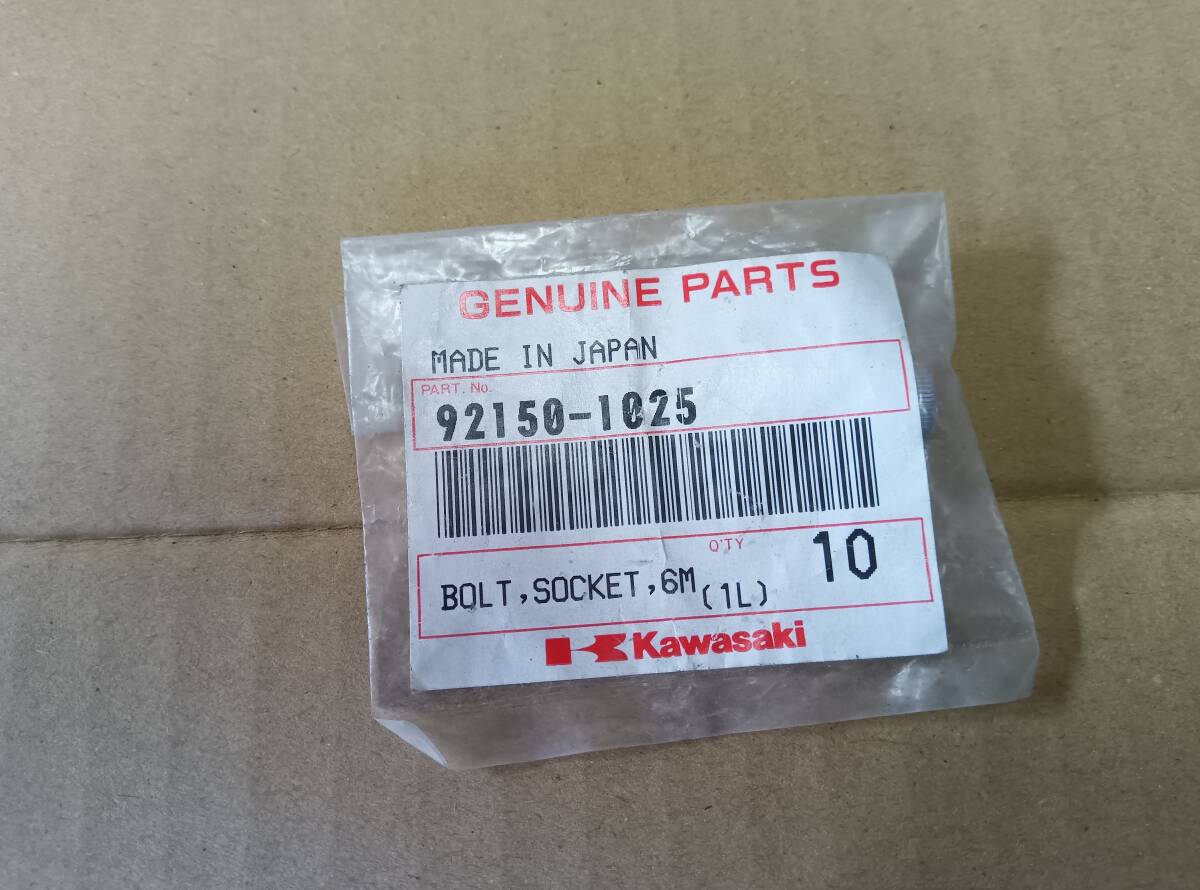 GENUINE PARTS
MADE IN JAPAN
PART. No.
92150-1025
Q'TY
10
BOLT,SOCKET,6M(1L)
Kawasaki